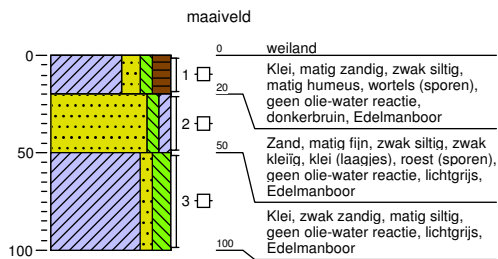 maaiveld
0
0
weiland
1
Klei, matig zandig, zwak siltig,
matig humeus, wortels (sporen),
geen olie-water reactie,
donkerbruin, Edelmanboor
20
2
50
50
Zand, matig fijn, zwak siltig, zwak
kleiïg, klei (laagjes), roest (sporen),
geen olie-water reactie, lichtgrijs,
Edelmanboor
3
Klei, zwak zandig, matig siltig,
geen olie-water reactie, lichtgrijs,
Edelmanboor
100
100